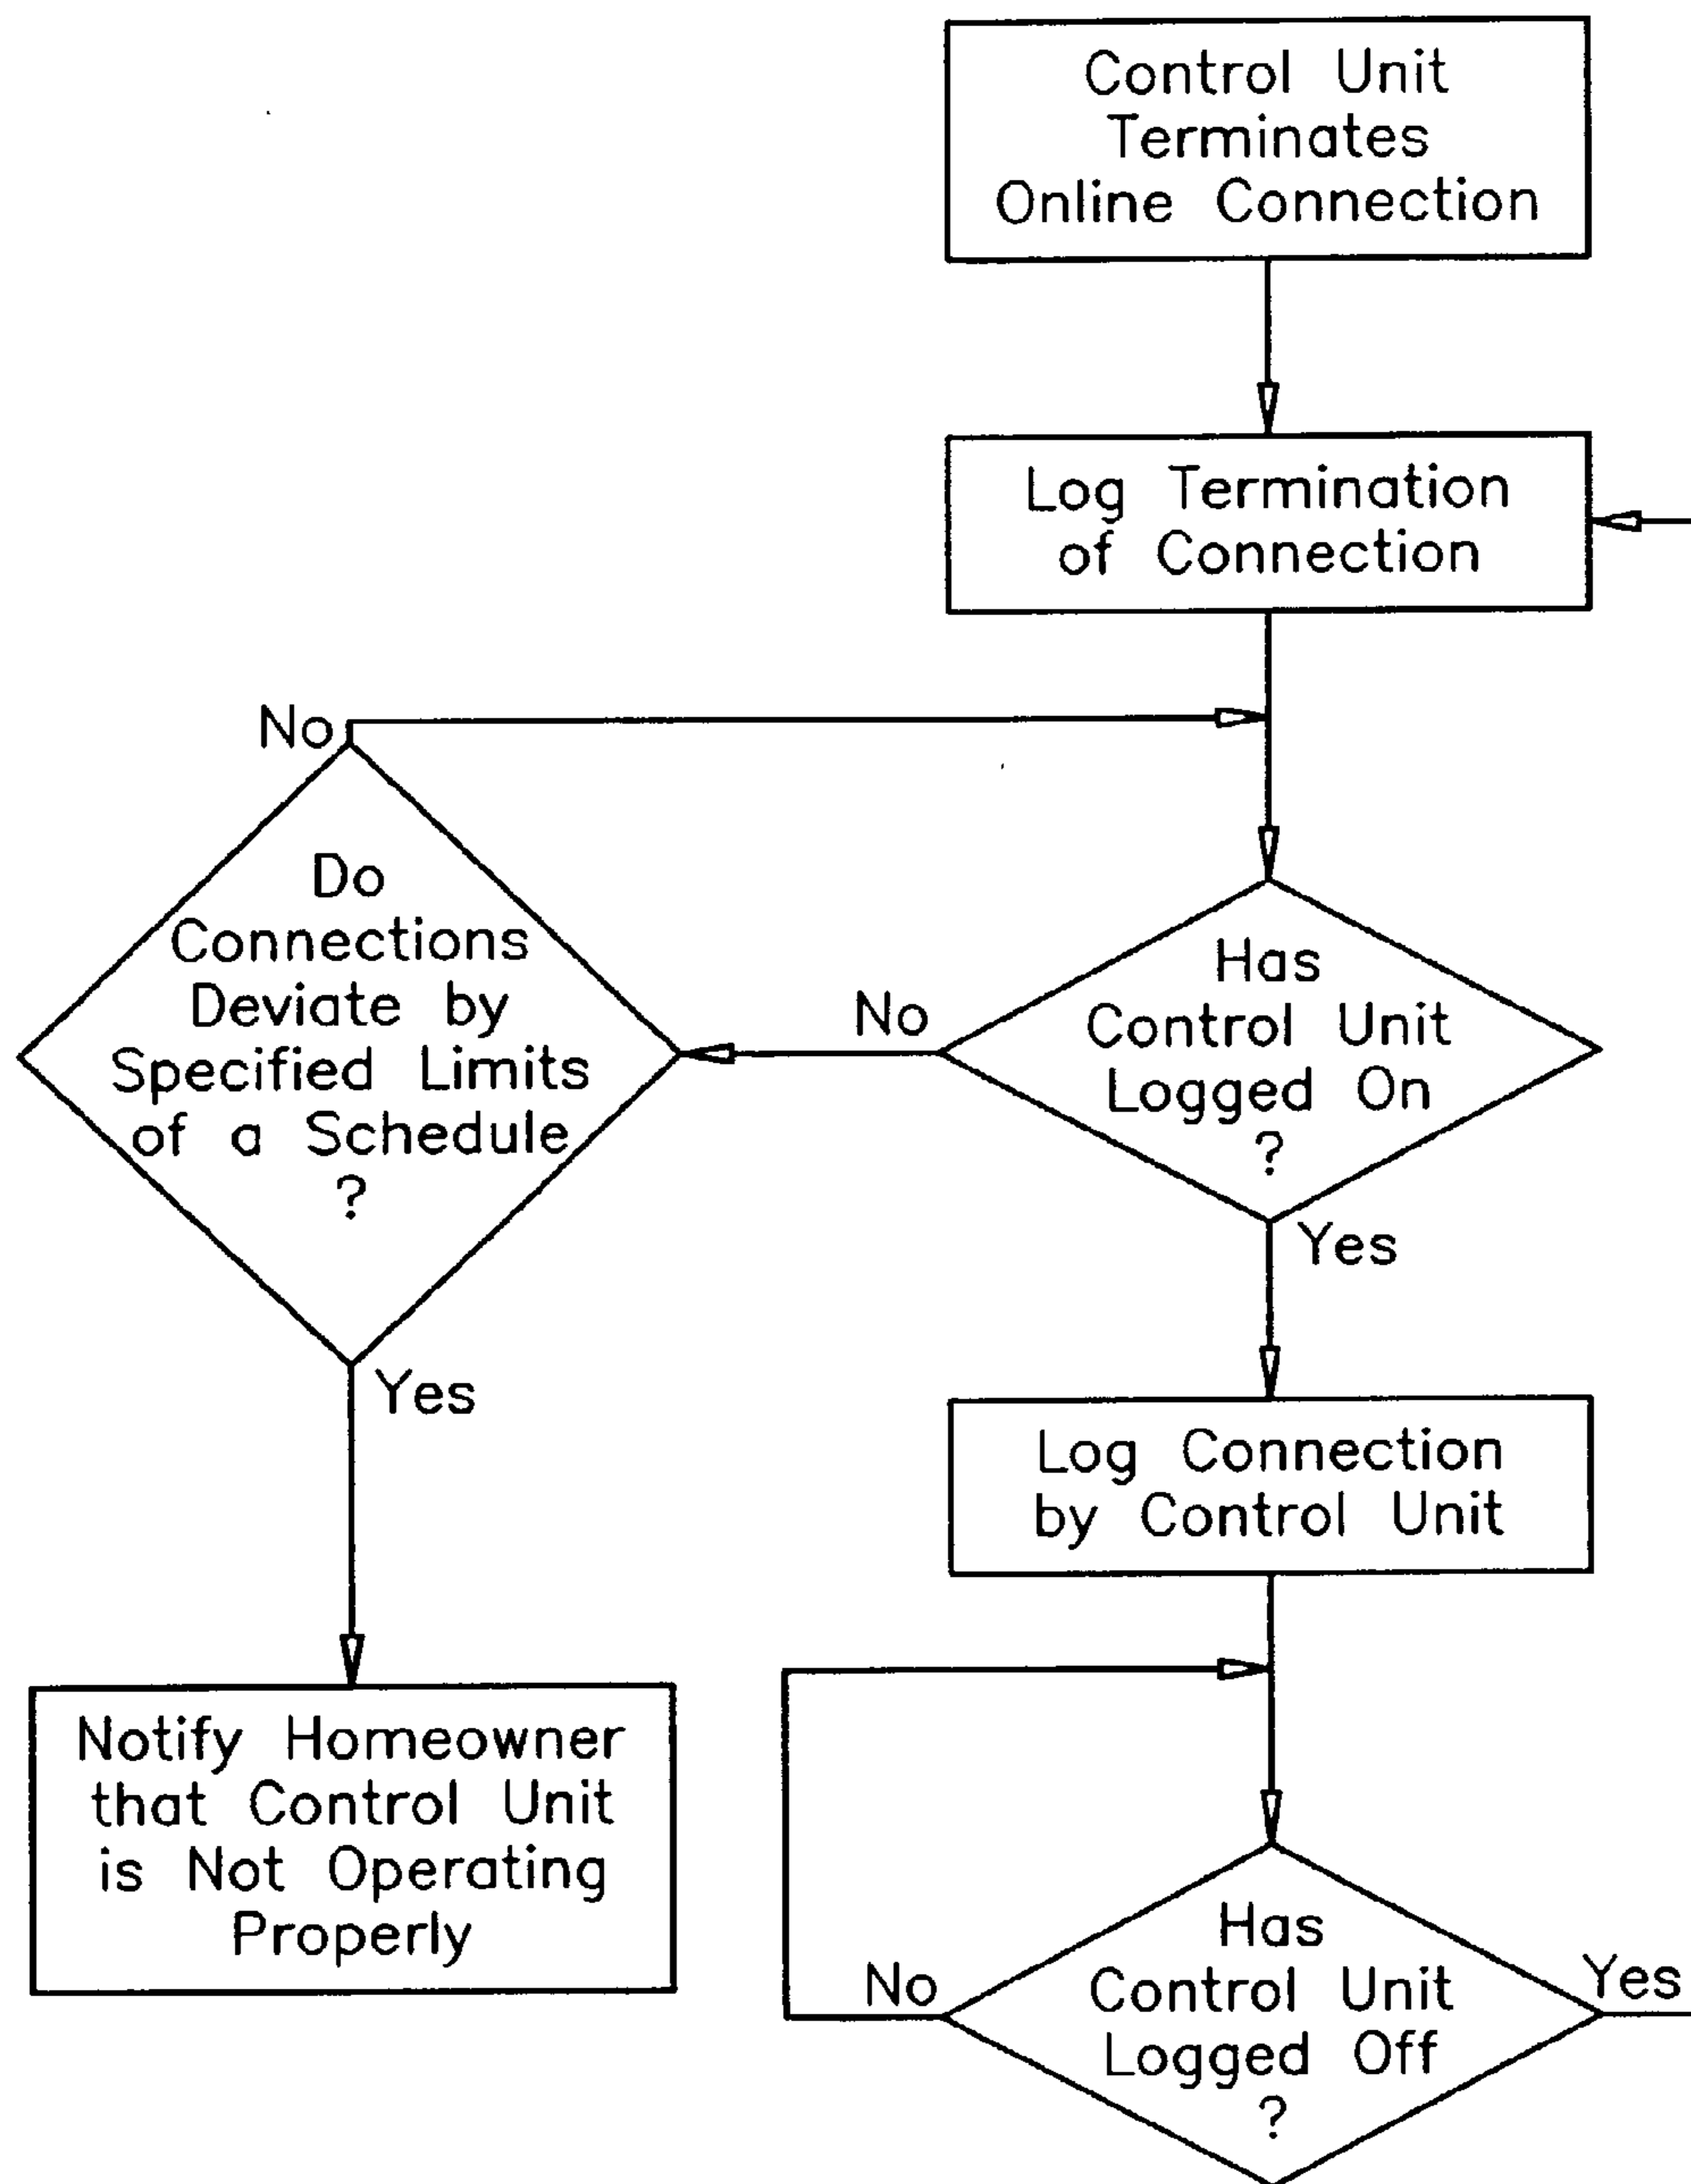 Control Unit
Terminates
Online Connection
Log Termination
of Connection
No
Do
Connections
Deviate by
Specified Limits
of a Schedule
?
Yes
No
Has
Control Unit
Logged On
?
Yes
Log Connection
by Control Unit
Notify Homeowner
that Control Unit
is Not Operating
Properly
No
Has
Control Unit
Logged Off
?
Yes